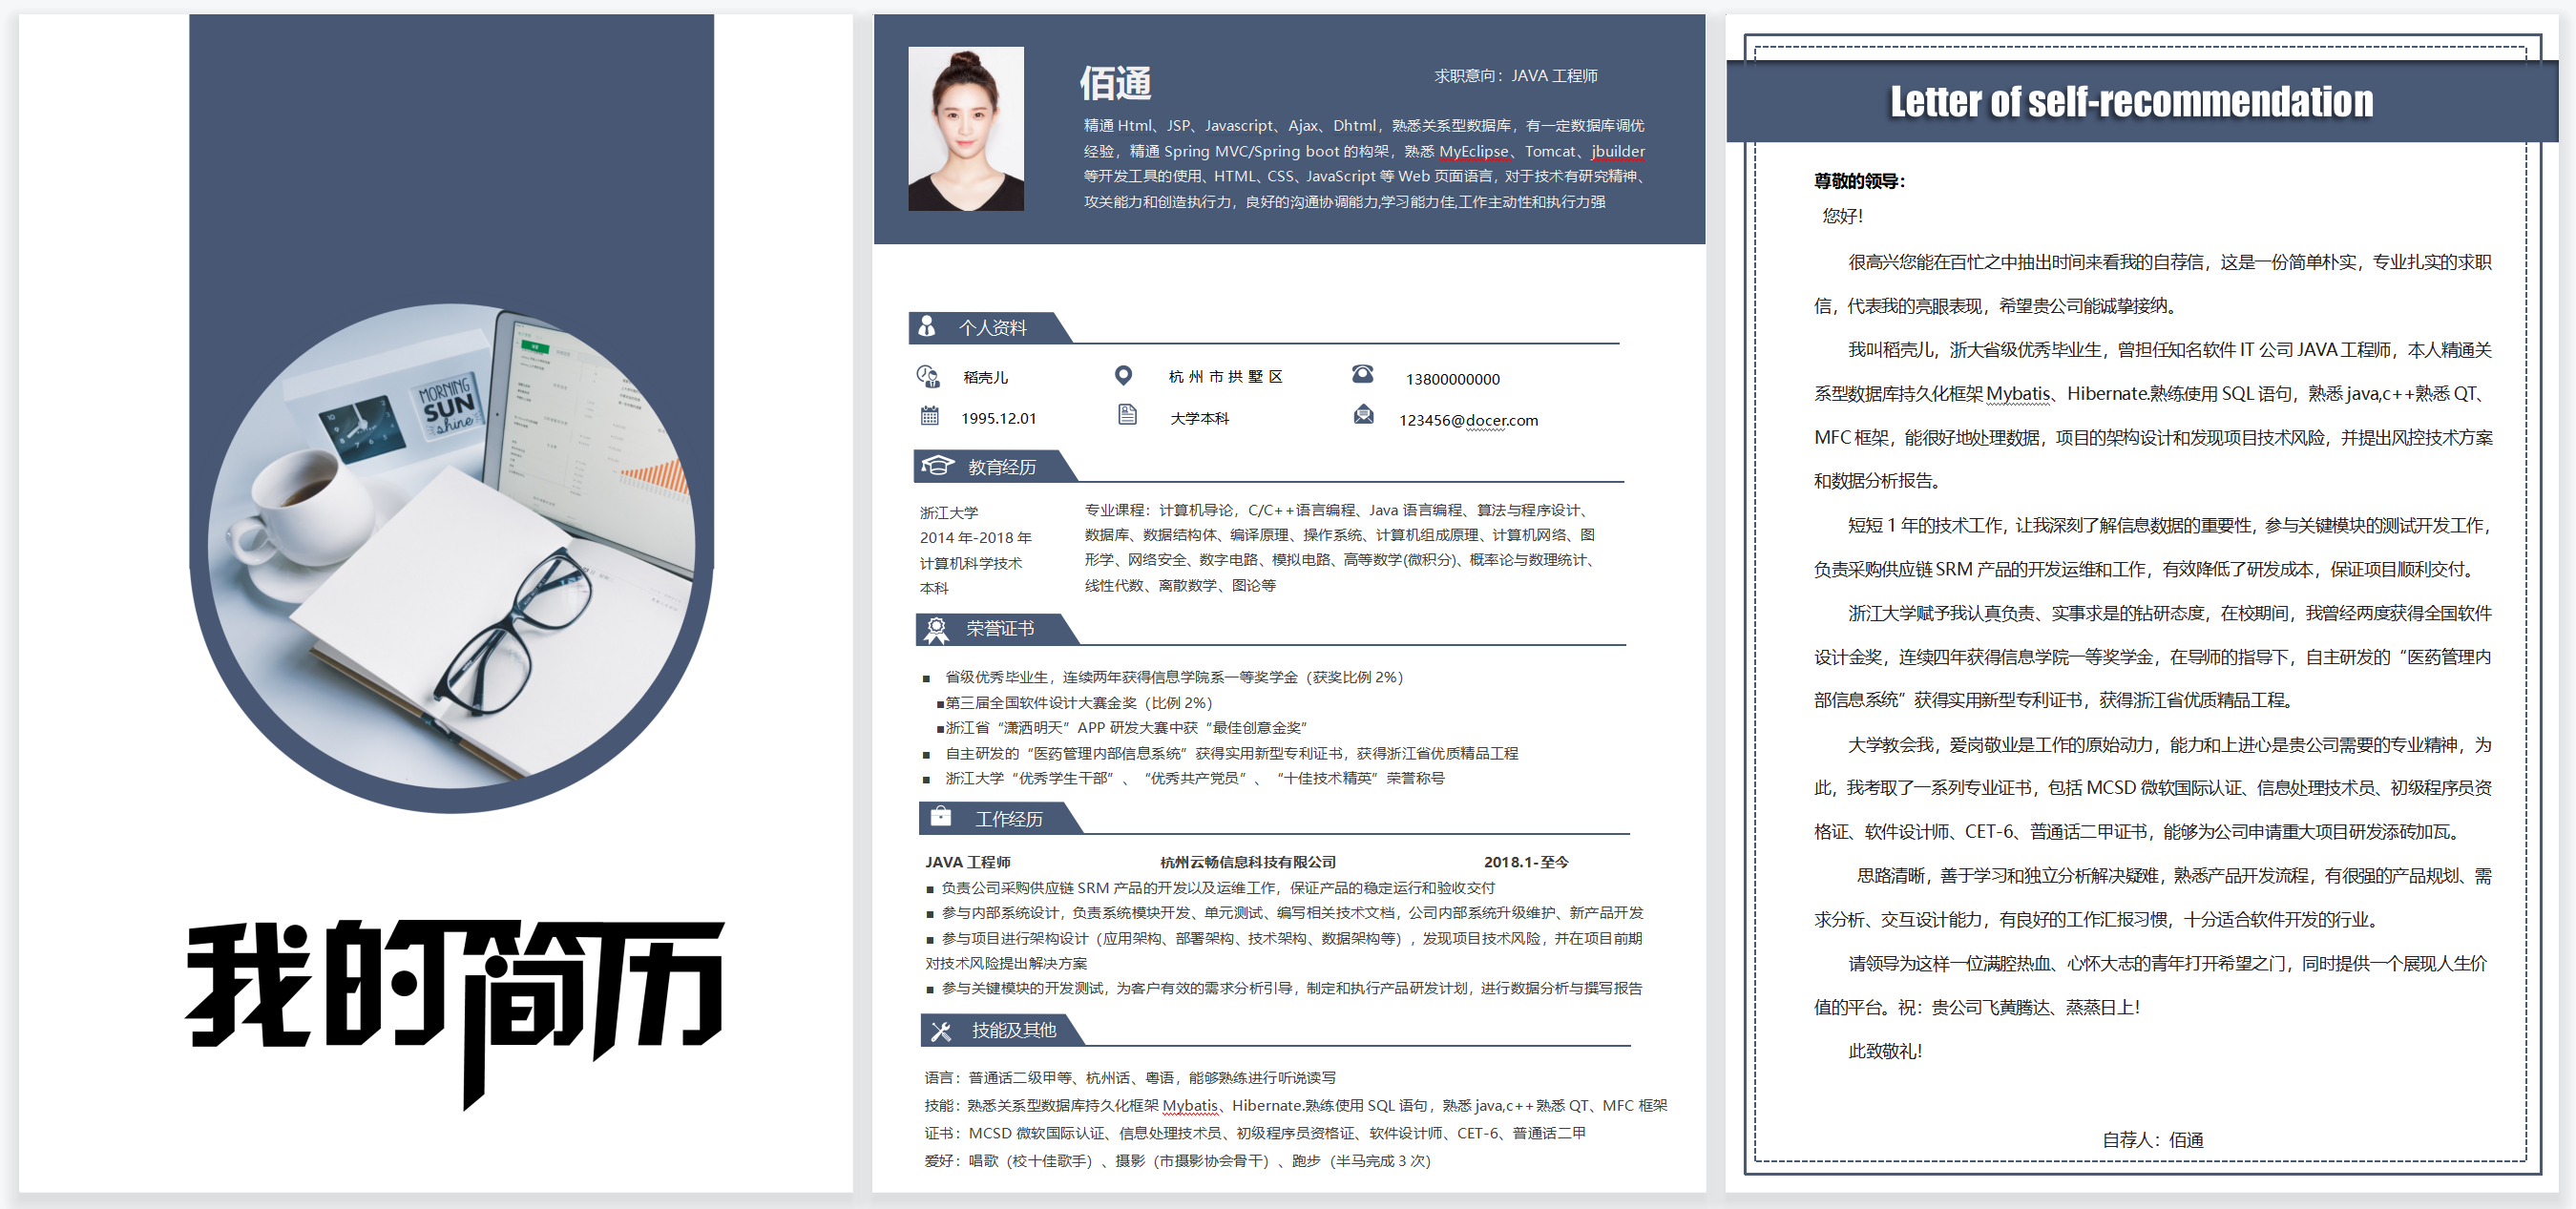 MORNING
SUN
shine
我的简历
佰通
求职意向：JAVA 工程师
精通 Html、JSP、Javascript、Ajax、Dhtml，熟悉关系型数据库，有一定数据库调优
经验，精通 Spring MVC/Spring boot 的构架，熟悉 MyEclipse、Tomcat、jbuilder
等开发工具的使用、HTML、CSS、JavaScript 等 Web 页面语言，对于技术有研究精神、
攻关能力和创造执行力，良好的沟通协调能力,学习能力佳,工作主动性和执行力强
个人资料
稻壳儿
杭州市拱墅区
13800000000
1995.12.01
大学本科
123456@docer.com
教育经历
浙江大学
2014 年-2018 年
计算机科学技术
本科
专业课程：计算机导论，C/C++语言编程、Java 语言编程、算法与程序设计、
数据库、数据结构体、编译原理、操作系统、计算机组成原理、计算机网络、图
形学、网络安全、数字电路、模拟电路、高等数学(微积分)、概率论与数理统计、
线性代数、离散数学、图论等
荣誉证书
■ 省级优秀毕业生，连续两年获得信息学院系一等奖学金（获奖比例 2%）
■第三届全国软件设计大赛金奖（比例 2%）
■浙江省“潇洒明天”APP 研发大赛中获“最佳创意金奖”
■ 自主研发的“医药管理内部信息系统”获得实用新型专利证书，获得浙江省优质精品工程
■ 浙江大学“优秀学生干部”、“优秀共产党员”、“十佳技术精英”荣誉称号
工作经历
JAVA 工程师 杭州云畅信息科技有限公司 2018.1-至今
■ 负责公司采购供应链 SRM 产品的开发以及运维工作，保证产品的稳定运行和验收交付
■ 参与内部系统设计，负责系统模块开发、单元测试、编写相关技术文档，公司内部系统升级维护、新产品开发
■ 参与项目进行架构设计（应用架构、部署架构、技术架构、数据架构等），发现项目技术风险，并在项目前期
对技术风险提出解决方案
■ 参与关键模块的开发测试，为客户有效的需求分析引导，制定和执行产品研发计划，进行数据分析与撰写报告
技能及其他
语言：普通话二级甲等、杭州话、粤语，能够熟练进行听说读写
技能：熟悉关系型数据库持久化框架 Mybatis、Hibernate.熟练使用 SQL 语句，熟悉 java,c++熟悉 QT、MFC 框架
证书：MCSD 微软国际认证、信息处理技术员、初级程序员资格证、软件设计师、CET-6、普通话二甲
爱好：唱歌（校十佳歌手）、摄影（市摄影协会骨干）、跑步（半马完成 3 次）
Letter of self-recommendation
尊敬的领导：
您好！
很高兴您能在百忙之中抽出时间来看我的自荐信，这是一份简单朴实，专业扎实的求职
信，代表我的亮眼表现，希望贵公司能诚挚接纳。
我叫稻壳儿，浙大省级优秀毕业生，曾担任知名软件 IT 公司 JAVA 工程师，本人精通关
系型数据库持久化框架 Mybatis、Hibernate.熟练使用 SQL 语句，熟悉 java,c++熟悉 QT、
MFC 框架，能很好地处理数据，项目的架构设计和发现项目技术风险，并提出风控技术方案
和数据分析报告。
短短 1 年的技术工作，让我深刻了解信息数据的重要性，参与关键模块的测试开发工作，
负责采购供应链 SRM 产品的开发运维和工作，有效降低了研发成本，保证项目顺利交付。
浙江大学赋予我认真负责、实事求是的钻研态度，在校期间，我曾经两度获得全国软件
设计金奖，连续四年获得信息学院一等奖学金，在导师的指导下，自主研发的“医药管理内
部信息系统”获得实用新型专利证书，获得浙江省优质精品工程。
大学教会我，爱岗敬业是工作的原始动力，能力和上进心是贵公司需要的专业精神，为
此，我考取了一系列专业证书，包括 MCSD 微软国际认证、信息处理技术员、初级程序员资
格证、软件设计师、CET-6、普通话二甲证书，能够为公司申请重大项目研发添砖加瓦。
思路清晰，善于学习和独立分析解决疑难，熟悉产品开发流程，有很强的产品规划、需
求分析、交互设计能力，有良好的工作汇报习惯，十分适合软件开发的行业。
请领导为这样一位满腔热血、心怀大志的青年打开希望之门，同时提供一个展现人生价
值的平台。祝：贵公司飞黄腾达、蒸蒸日上！
此致敬礼！
自荐人：佰通